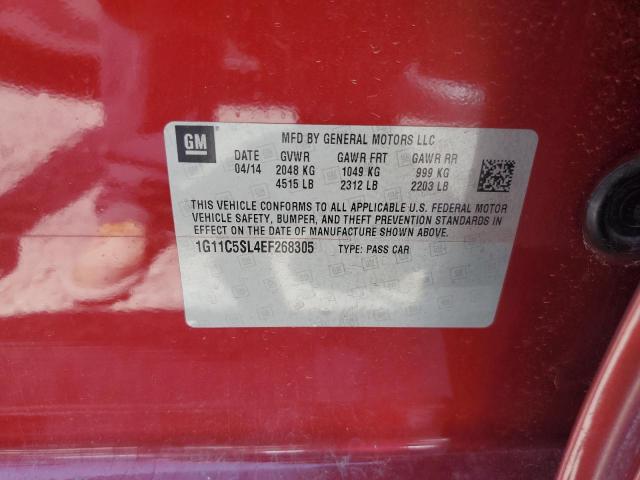 GM
MFD BY GENERAL MOTORS LLC
DATE GVWR GAWR FRT GAWR RR
04/14 2048 KG 1049 KG 999 KG
4515 LB 2312 LB 2203 LB
THIS VEHICLE CONFORMS TO ALL APPLICABLE U.S. FEDERAL MOTOR
VEHICLE SAFETY, BUMPER, AND THEFT PREVENTION STANDARDS IN
EFFECT ON THE DATE OF MANUFACTURE SHOWN ABOVE.
1G11C5SL4EF268305 TYPE: PASS CAR